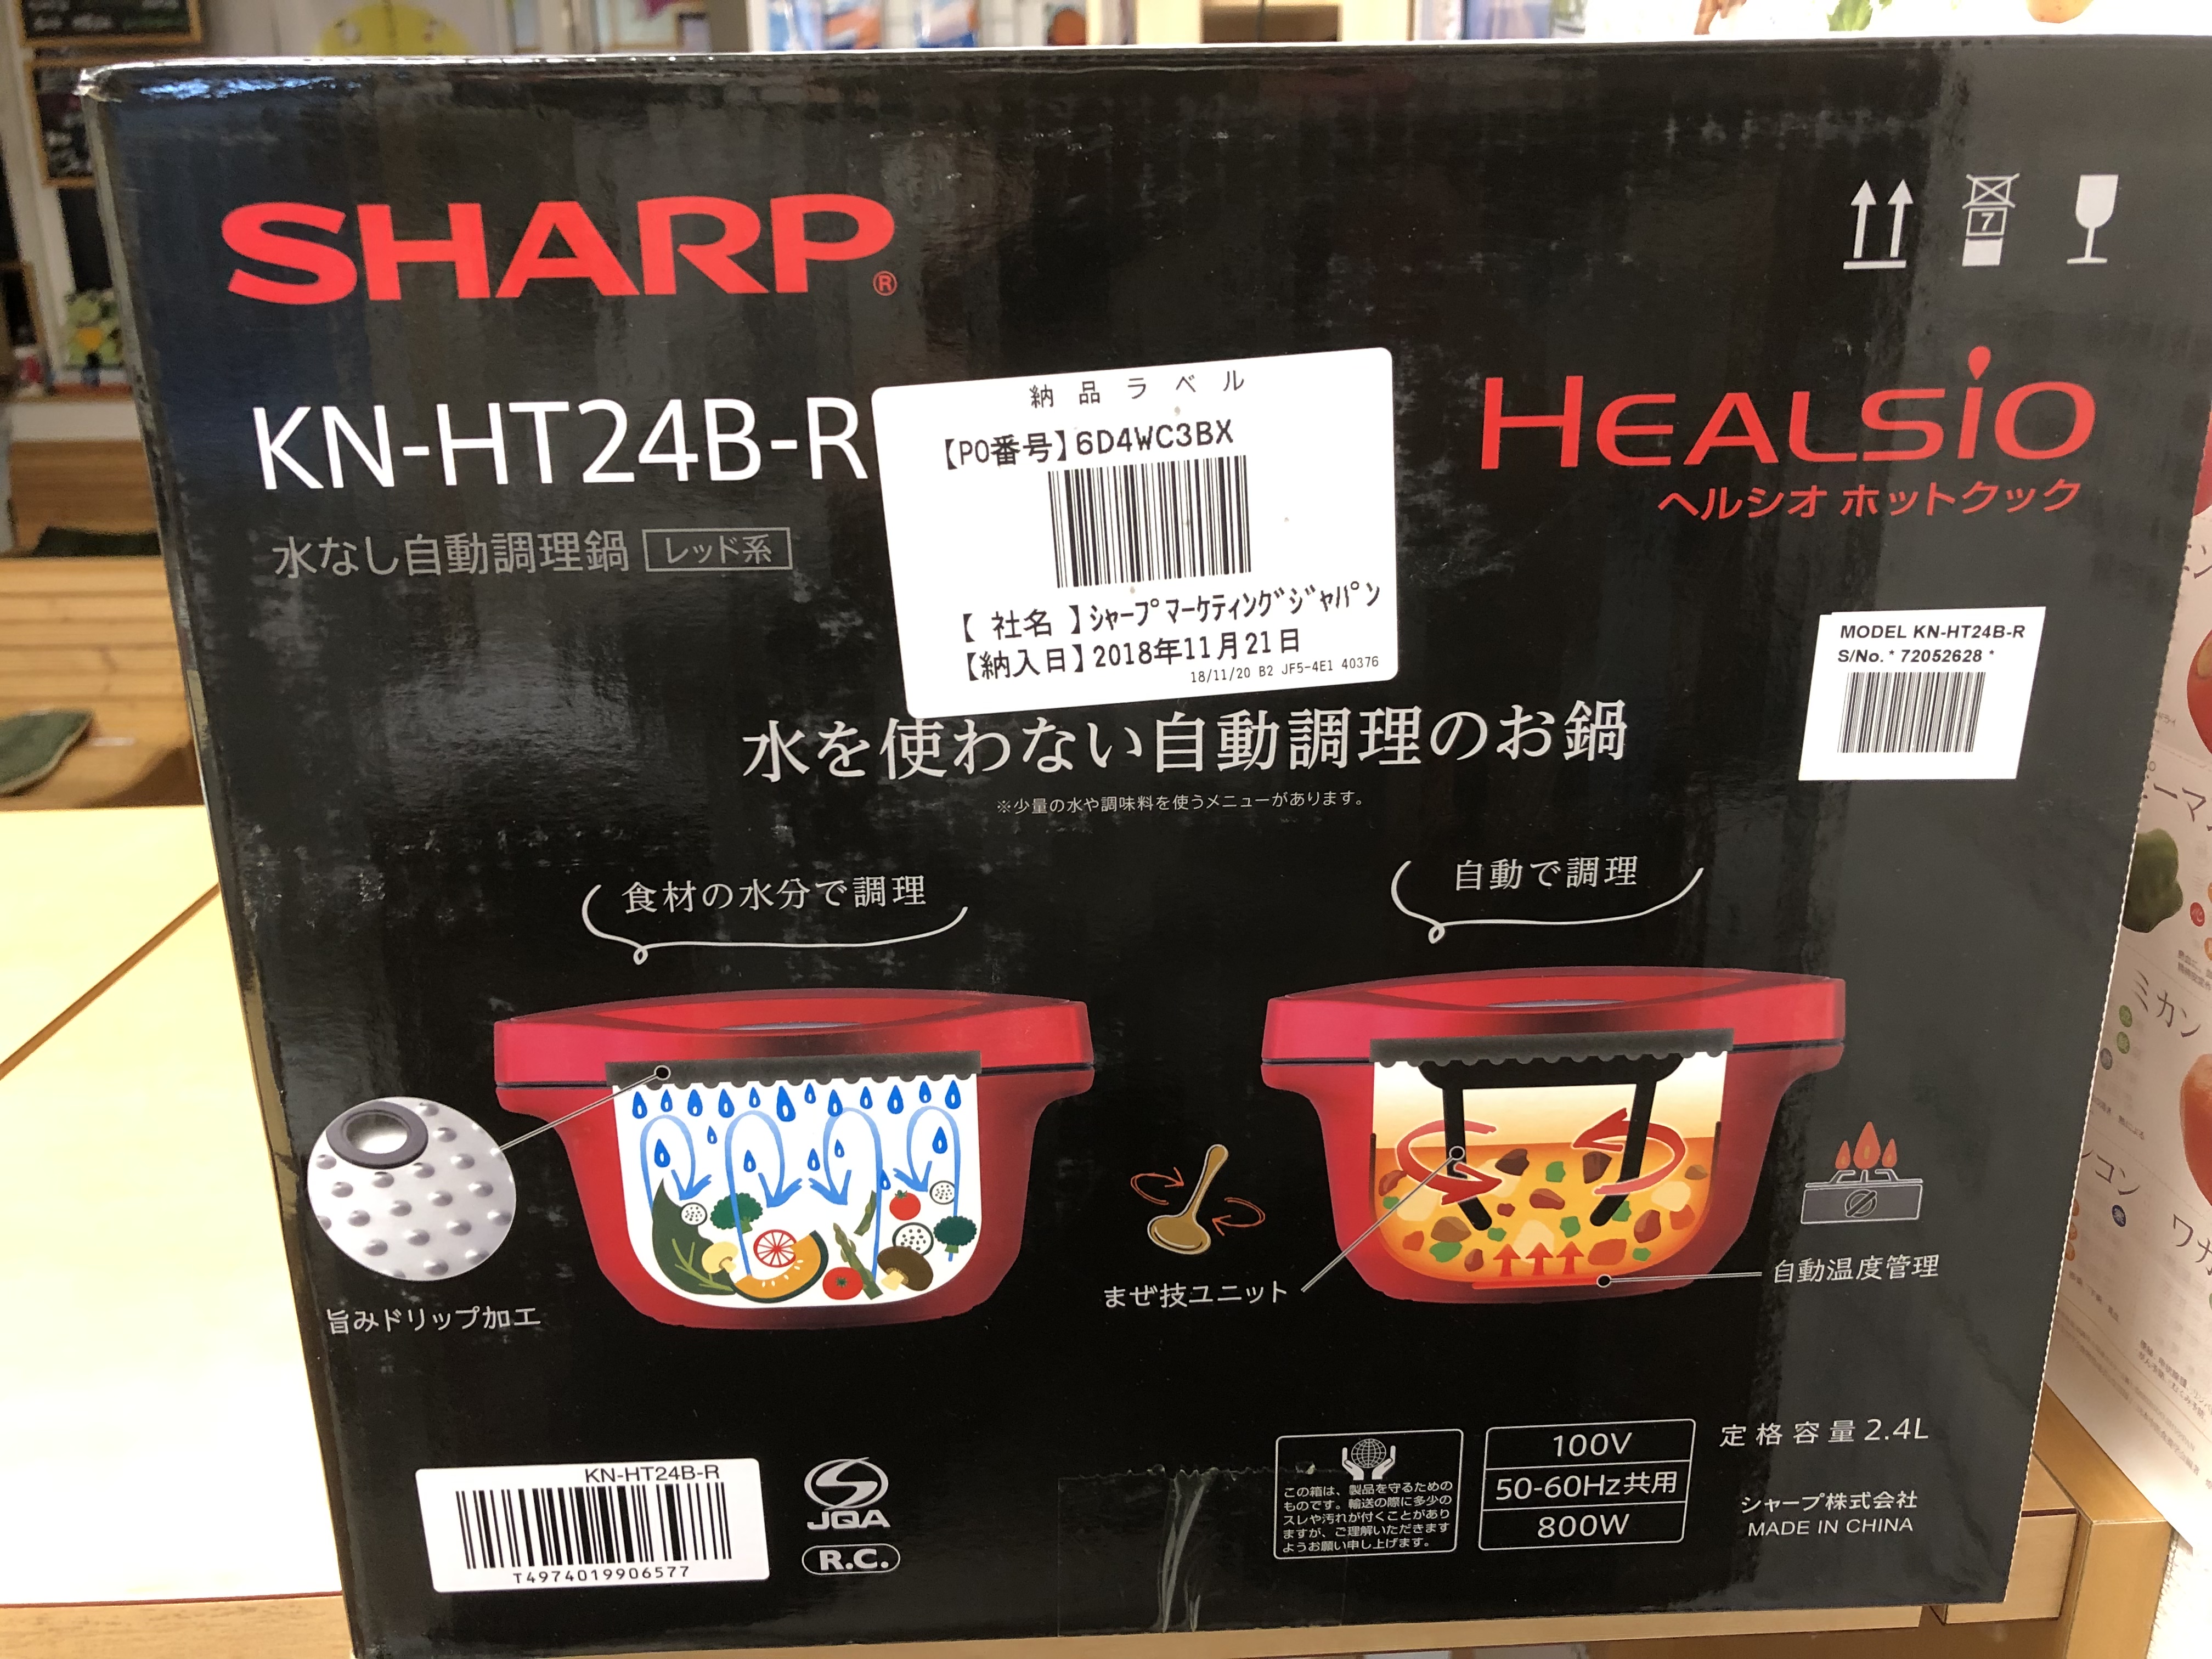 SHARP®
7
KN-HT24B-R
水なし自動調理鍋 レッド系
納品ラベル
【PO番号】6D4WC3BX
【 社名 】シャープマーケティングジャパン
【納入日】2018年11月21日
18/11/20 B2 JF5-4E1 40376
HEALSIO
ヘルシオ ホットクック
MODEL KN-HT24B-R
S/No. * 72052628 *
水を使わない自動調理のお鍋
※少量の水や調味料を使うメニューがあります。
食材の水分で調理
自動で調理
旨みドリップ加工
まぜ技ユニット
自動温度管理
KN-HT24B-R
T4974019906577
JQA
R.C.
この箱は、製品を守るための
ものです。輸送の際に多少の
スレや汚れが付くことがあり
ますが、ご理解いただきます
ようお願い申し上げます。
100V
50-60Hz共用
800W
定格容量2.4L
シャープ株式会社
MADE IN CHINA
ミカン